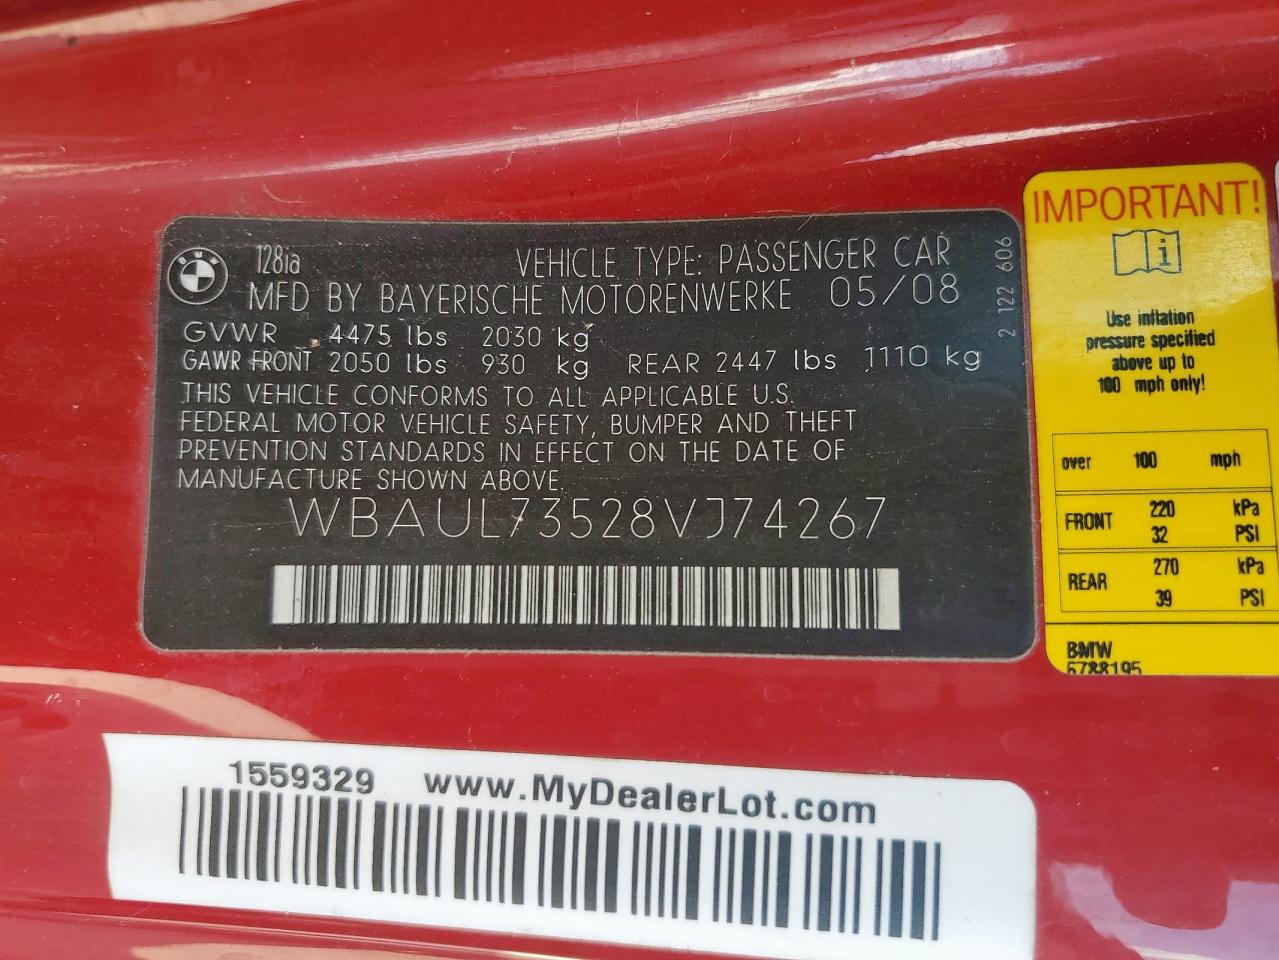 BMW
128ia VEHICLE TYPE: PASSENGER CAR
MFD BY BAYERISCHE MOTORENWERKE 05/08
GVWR 4475 lbs 2030 kg
GAWR FRONT 2050 lbs 930 kg REAR 2447 lbs 1110 kg
THIS VEHICLE CONFORMS TO ALL APPLICABLE U.S.
FEDERAL MOTOR VEHICLE SAFETY, BUMPER AND THEFT
PREVENTION STANDARDS IN EFFECT ON THE DATE OF
MANUFACTURE SHOWN ABOVE.
WBAUL73528VJ74267
2 122 606
IMPORTANT!
i
Use inflation
pressure specified
above up to
100 mph only!
over 100 mph
FRONT 220 kPa
32 PSI
REAR 270 kPa
39 PSI
BMW
6788195
1559329 www.MyDealerLot.com